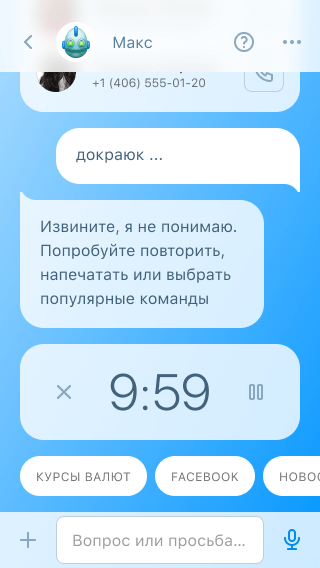 Макс
+1 (406) 555-01-20
докраюк ...
Извините, я не понимаю.
Попробуйте повторить,
напечатать или выбрать
популярные команды
9:59
КУРСЫ ВАЛЮТ
FACEBOOK
НОВОС
Вопрос или просьба...